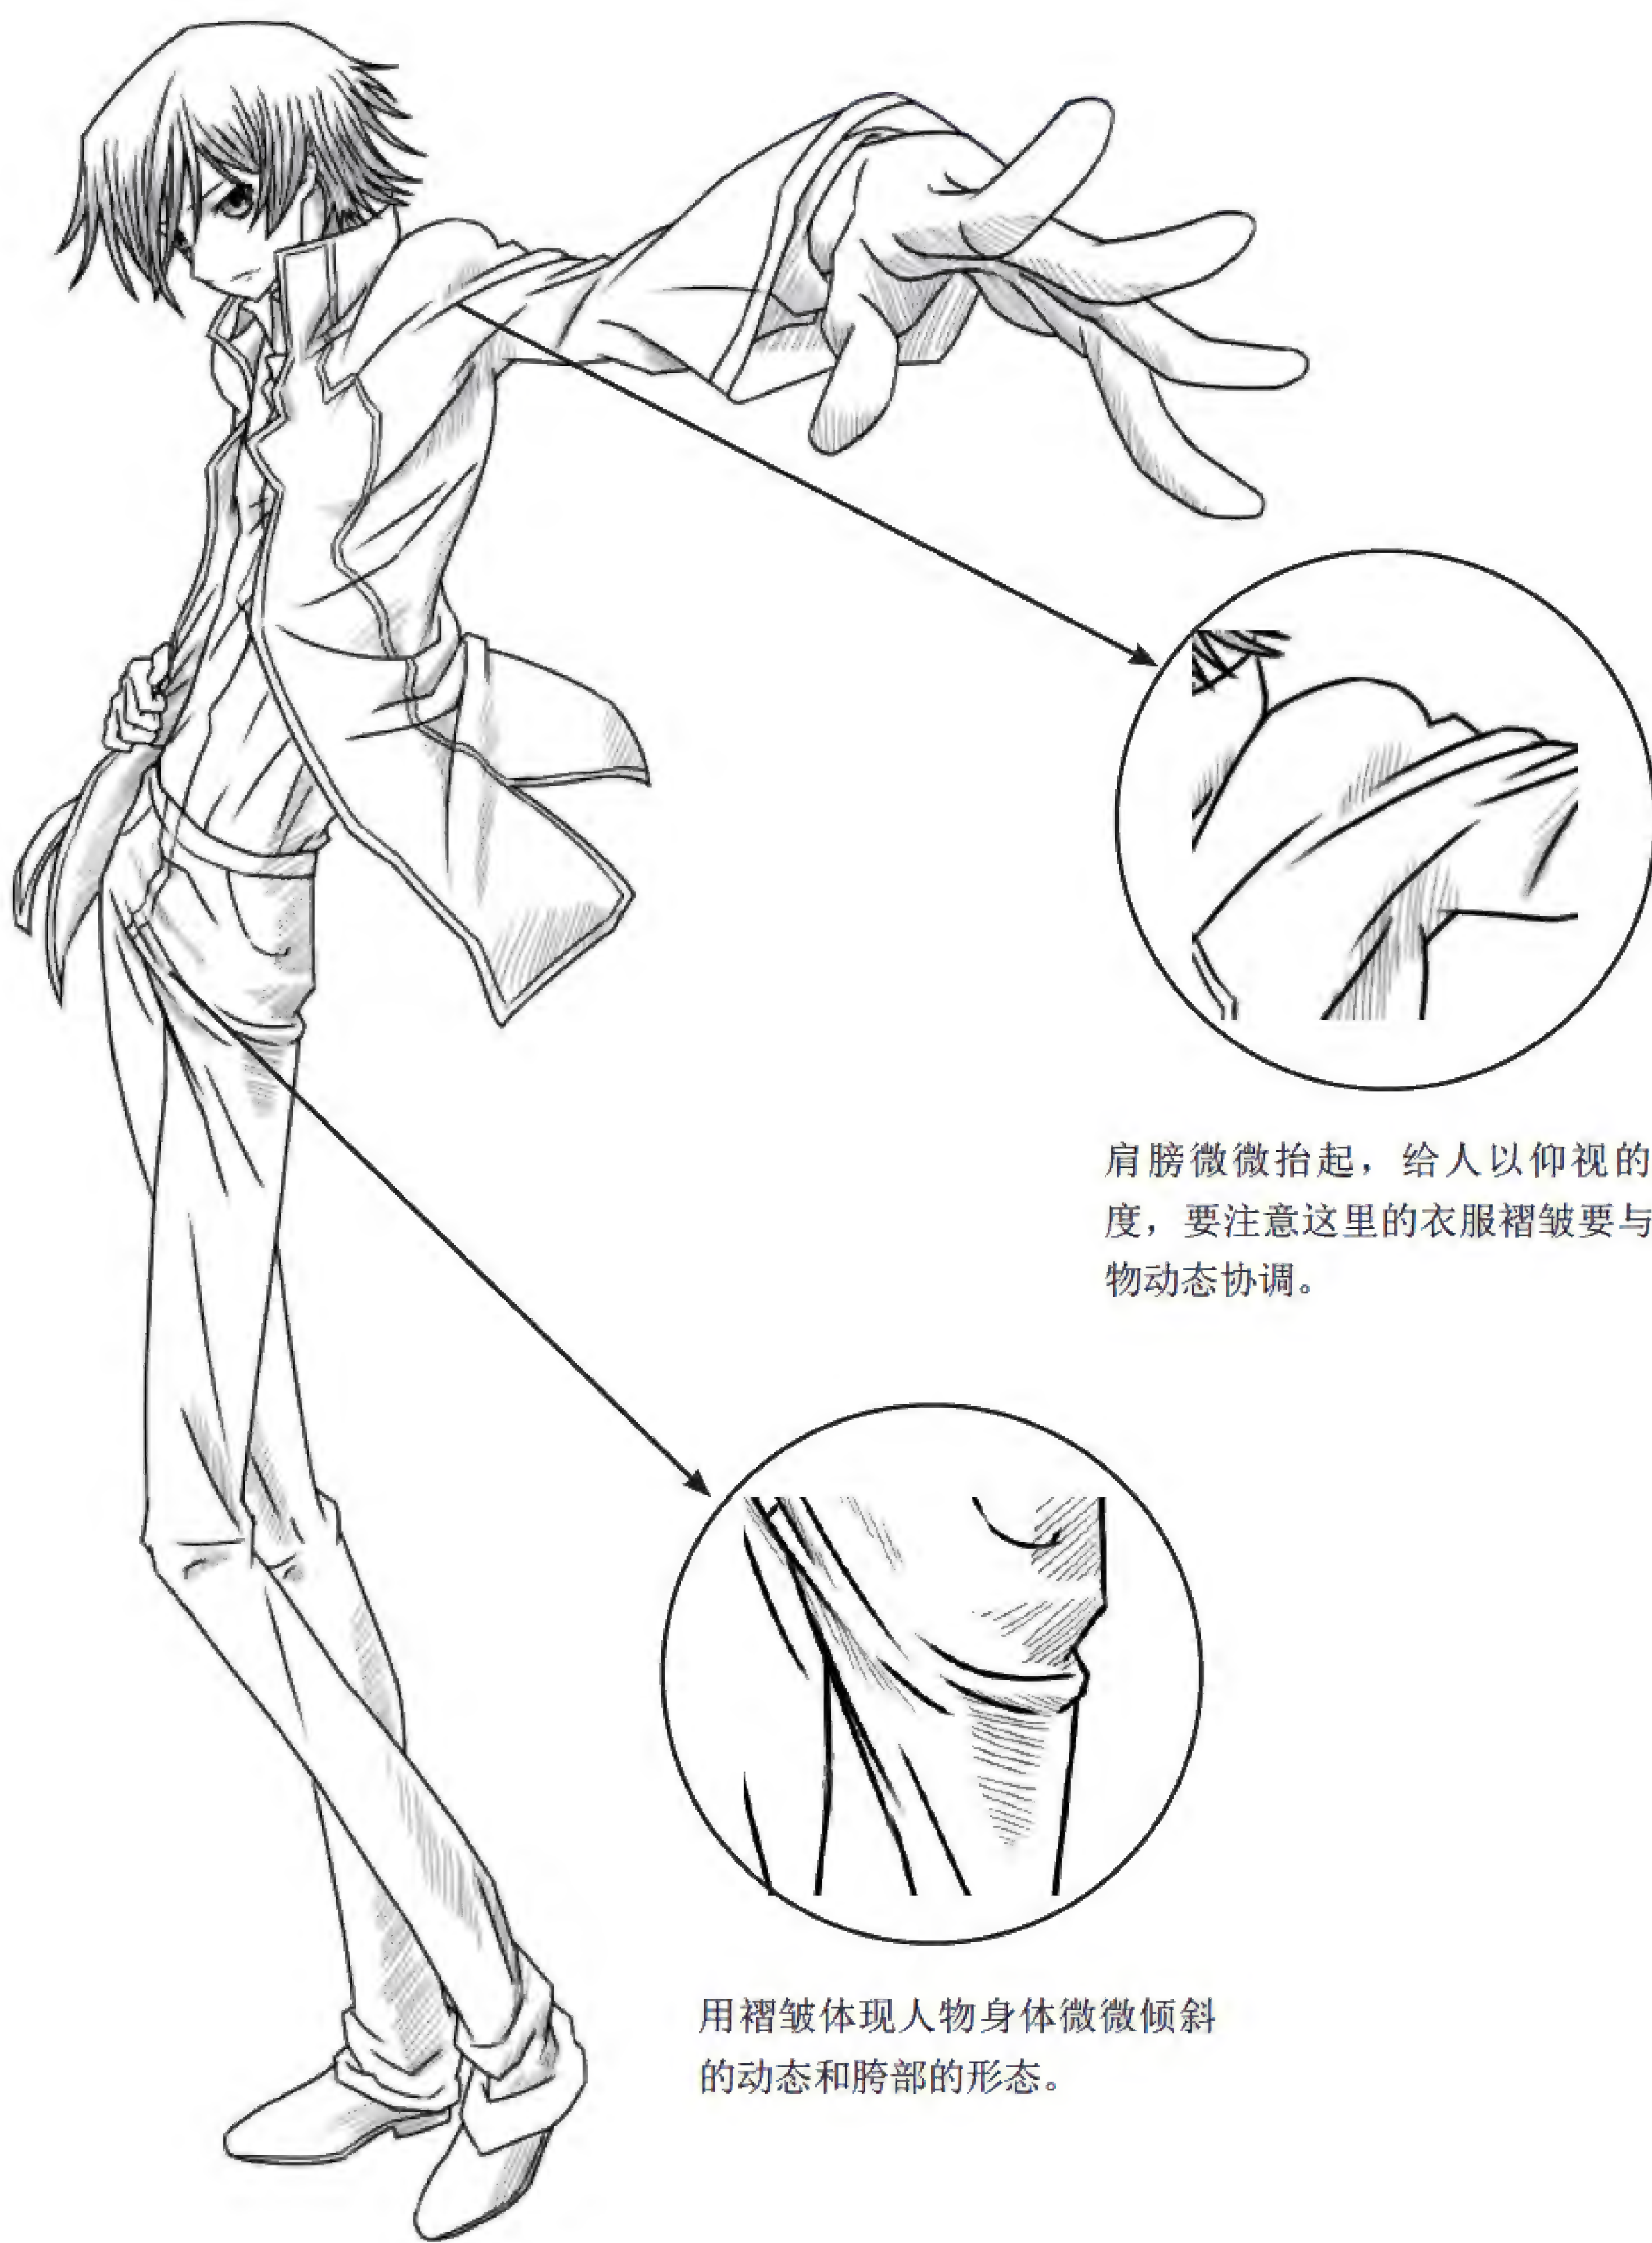 肩膀微微抬起，给人以仰视的
度，要注意这里的衣服褶皱要与
物动态协调。
用褶皱体现人物身体微微倾斜
的动态和胯部的形态。